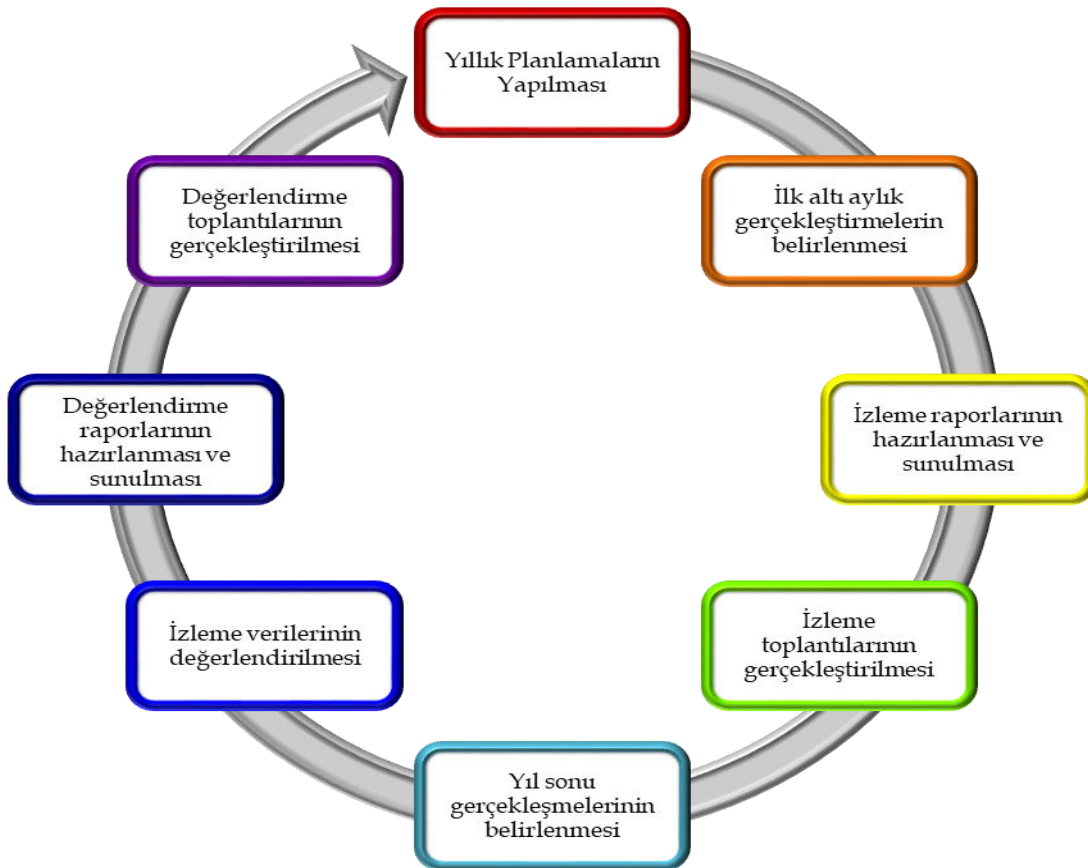 Yıllık Planlamaların
Yapılması
İlk altı aylık
gerçekleştirmelerin
belirlenmesi
İzleme raporlarının
hazırlanması ve
sunulması
İzleme
toplantılarının
gerçekleştirilmesi
Yıl sonu
gerçekleşmelerinin
belirlenmesi
İzleme verilerinin
değerlendirilmesi
Değerlendirme
raporlarının
hazırlanması ve
sunulması
Değerlendirme
toplantılarının
gerçekleştirilmesi